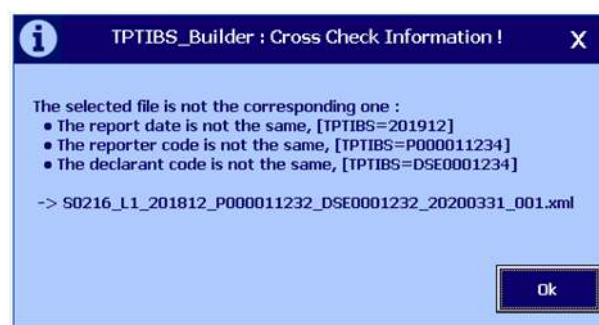 TPTIBS_Builder : Cross Check Information !
X
The selected file is not the corresponding one :
• The report date is not the same, [TPTIBS=201912]
• The reporter code is not the same, [TPTIBS=P000011234]
• The declarant code is not the same, [TPTIBS=DSE0001234]
-> S0216_L1_201812_P000011232_DSE0001232_20200331_001.xml
Ok